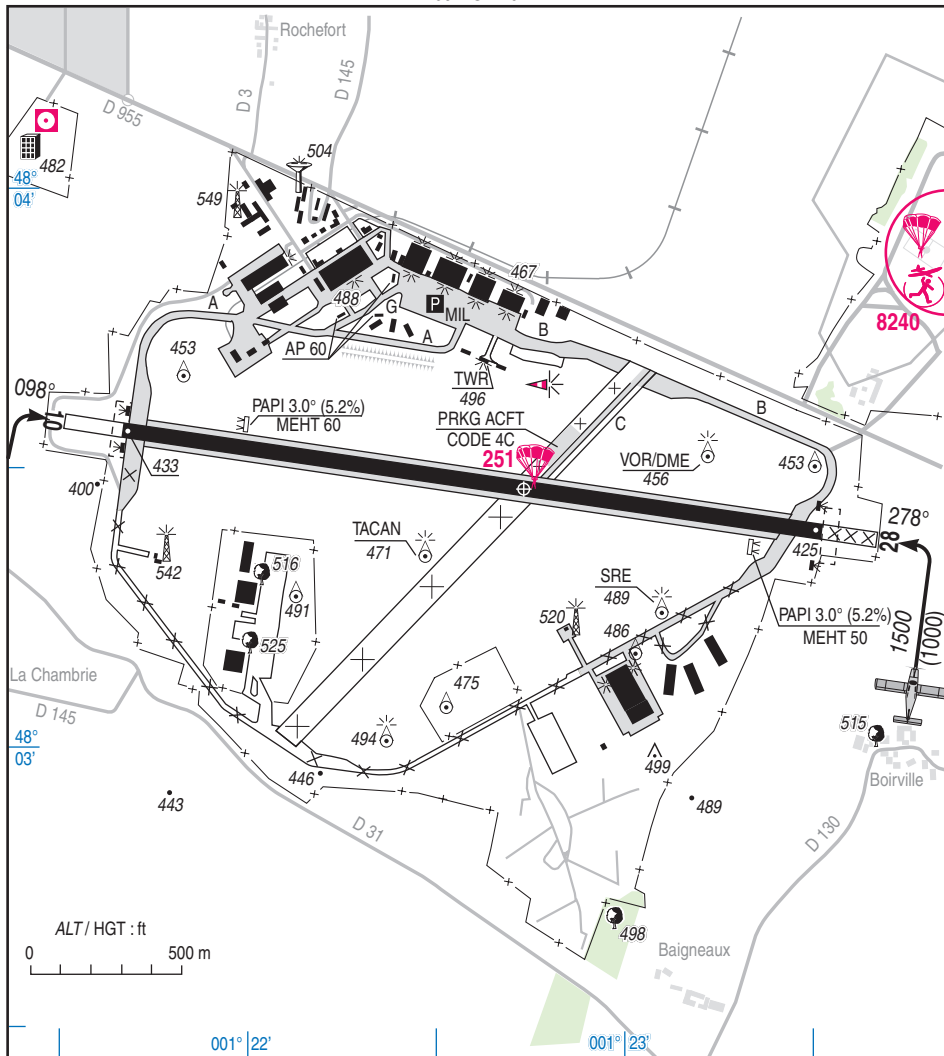 Rochefort
D 3
D 145
D 955
482
48°
04'
504
549
467
488
A
G
P
MIL
A
B
AP 60
453
TWR
496
8240
098°
10
PAPI 3.0° (5.2%)
MEHT 60
PRKG ACFT
CODE 4C
C
B
251
VOR/DME
456
453
433
400
278°
28
425
TACAN
471
542
516
491
SRE
489
PAPI 3.0° (5.2%)
MEHT 50
1500
(1000)
525
520
486
La Chambrie
D 145
475
515
48°
03'
494
499
Boirville
446
443
489
D 31
D 130
498
ALT / HGT : ft
0 500 m
Baigneaux
001° 22'
001° 23'